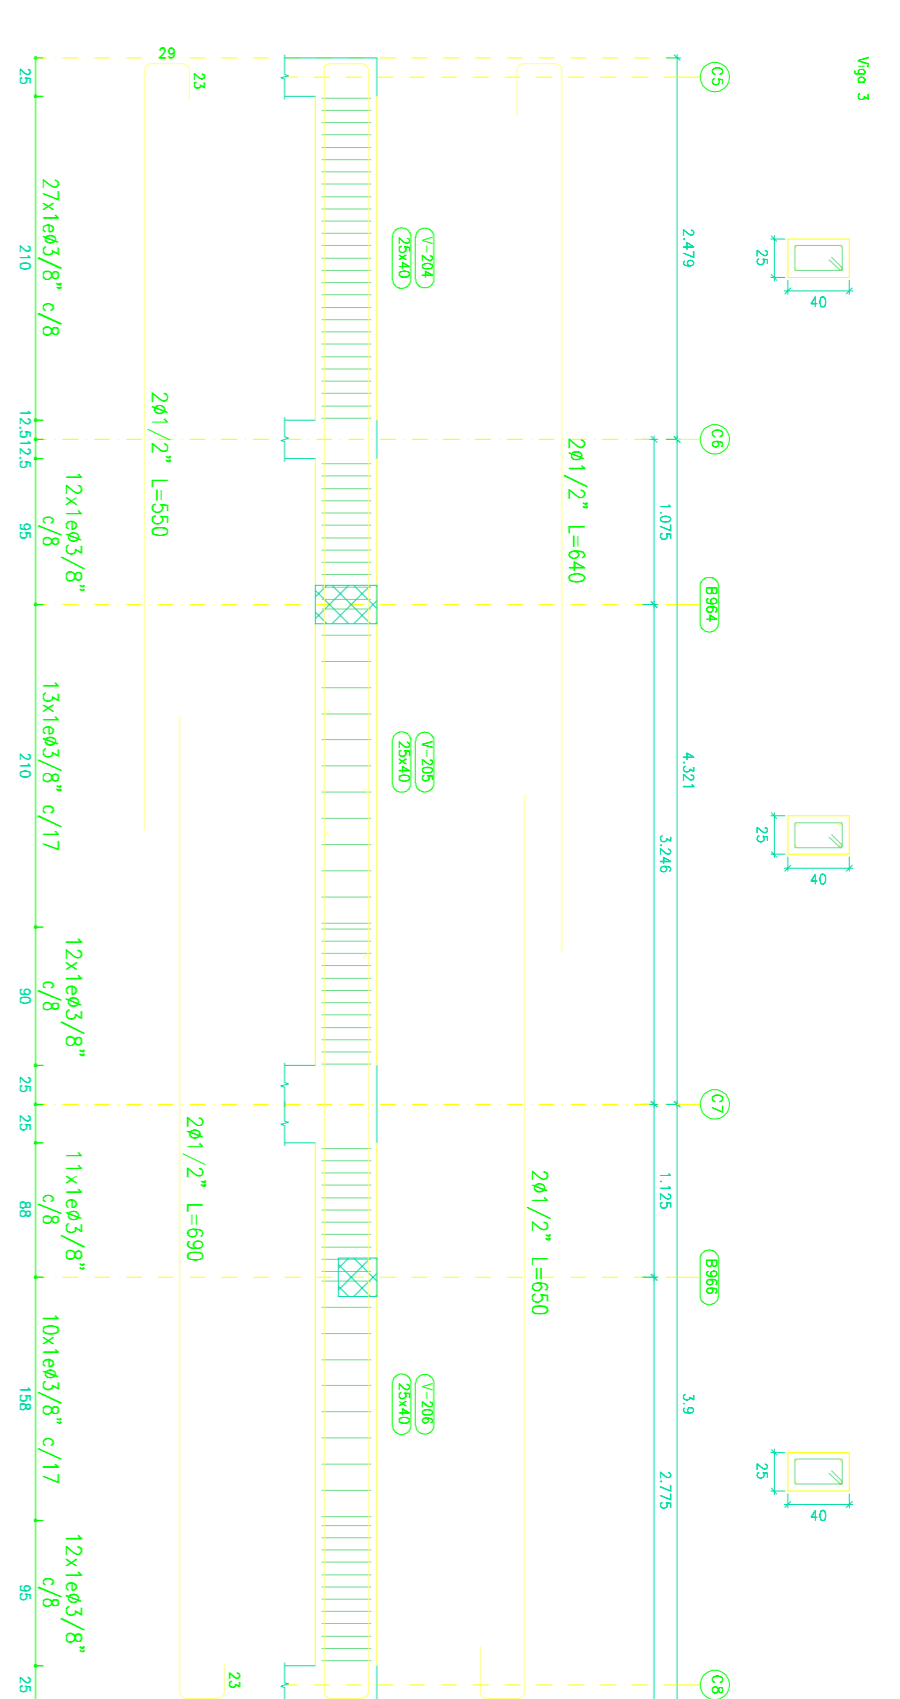 Viga 3
25
40
25
40
25
40
C5
C6
B964
C7
B966
C8
2.479
4.321
3.9
1.075
3.246
1.125
2.775
2ø1/2" L=640
2ø1/2" L=650
V-204
25x40
V-205
25x40
V-206
25x40
29
23
23
2ø1/2" L=550
2ø1/2" L=690
27x1eø3/8" c/8
12x1eø3/8"
c/8
13x1eø3/8" c/17
12x1eø3/8"
c/8
11x1eø3/8"
c/8
10x1eø3/8" c/17
12x1eø3/8"
c/8
25
210
12.5
12.5
95
210
90
25
25
88
158
95
25